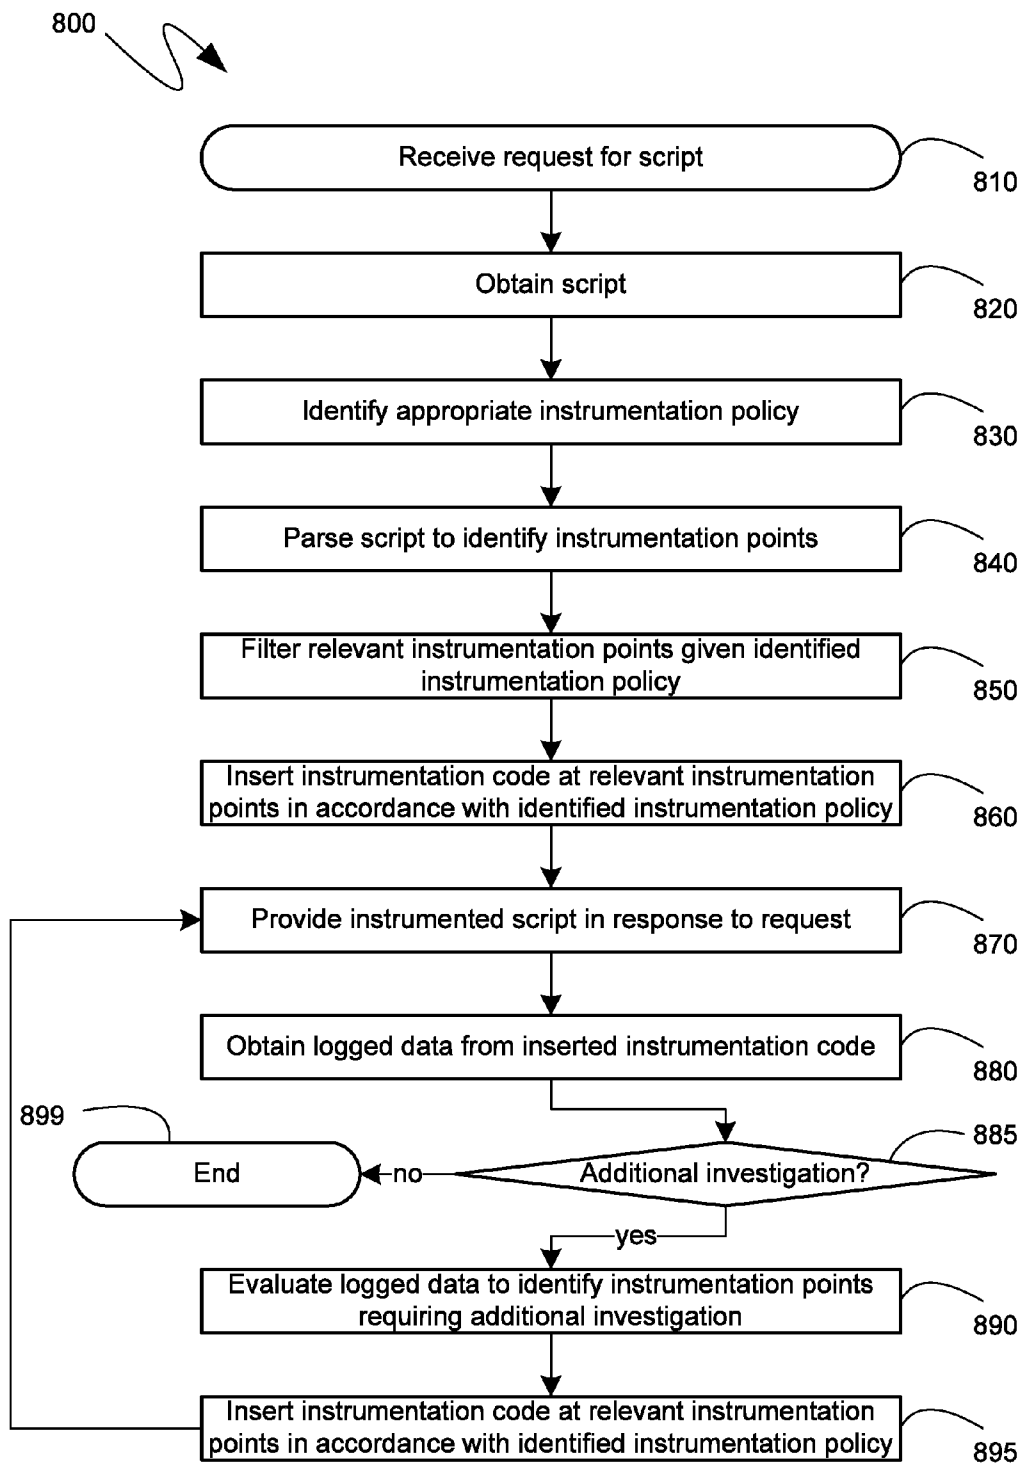 800
Receive request for script
810
Obtain script
820
Identify appropriate instrumentation policy
830
Parse script to identify instrumentation points
840
Filter relevant instrumentation points given identified
instrumentation policy
850
Insert instrumentation code at relevant instrumentation
points in accordance with identified instrumentation policy
860
Provide instrumented script in response to request
870
Obtain logged data from inserted instrumentation code
880
899
885
End
no
Additional investigation?
yes
Evaluate logged data to identify instrumentation points
requiring additional investigation
890
Insert instrumentation code at relevant instrumentation
points in accordance with identified instrumentation policy
895